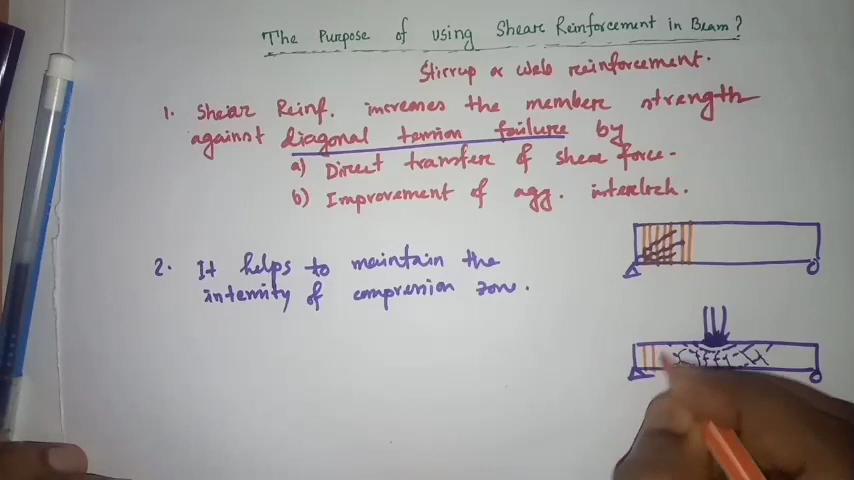 The Purpose of using Shear Reinforcement in Beam?
Stirrup or web reinforcement.
1. Shear Reinf. increases the member strength
against diagonal tension failure by
a) Direct transfer of shear force.
b) Improvement of agg. interlock.
2. It helps to maintain the
intensity of compression zone.